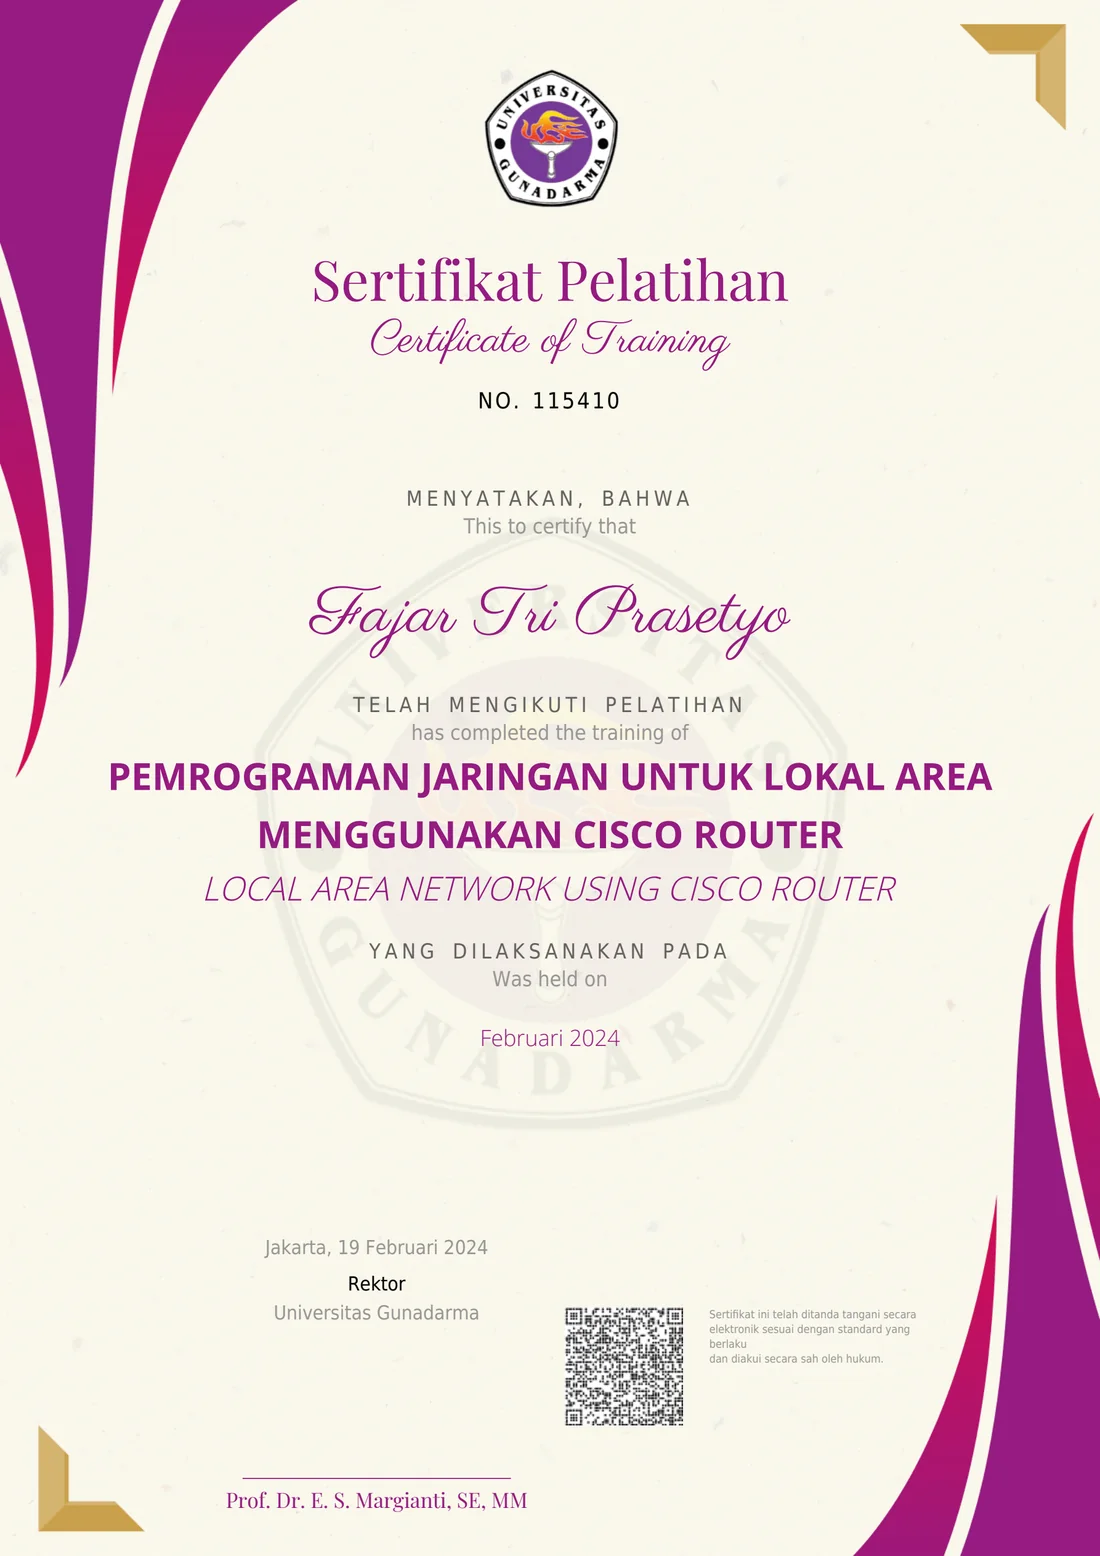 UNIVERSITAS
GUNADARMA
Sertifikat Pelatihan
Certificate of Training
NO. 115410
MENYATAKAN, BAHWA
This to certify that
Fajar Tri Prasetyo
TELAH MENGIKUTI PELATIHAN
has completed the training of
PEMROGRAMAN JARINGAN UNTUK LOKAL AREA
MENGGUNAKAN CISCO ROUTER
LOCAL AREA NETWORK USING CISCO ROUTER
YANG DILAKSANAKAN PADA
Was held on
Februari 2024
UNIVERSITAS
GUNADARMA
Jakarta, 19 Februari 2024
Rektor
Universitas Gunadarma
Sertifikat ini telah ditanda tangani secara
elektronik sesuai dengan standard yang
berlaku
dan diakui secara sah oleh hukum.
Prof. Dr. E. S. Margianti, SE, MM